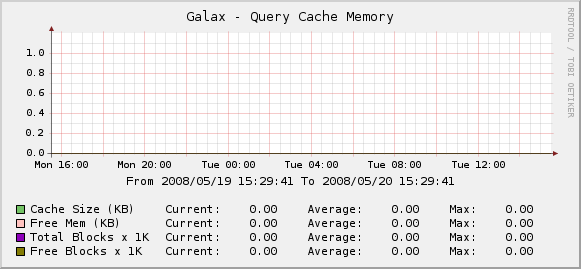 Galax - Query Cache Memory
RRDTOOL / TOBI OETIKER
1.0
0.8
0.6
0.4
0.2
0.0
Mon 16:00 Mon 20:00 Tue 00:00 Tue 04:00 Tue 08:00 Tue 12:00
From 2008/05/19 15:29:41 To 2008/05/20 15:29:41
Cache Size (KB) Current: 0.00 Average: 0.00 Max: 0.00
Free Mem (KB) Current: 0.00 Average: 0.00 Max: 0.00
Total Blocks x 1K Current: 0.00 Average: 0.00 Max: 0.00
Free Blocks x 1K Current: 0.00 Average: 0.00 Max: 0.00